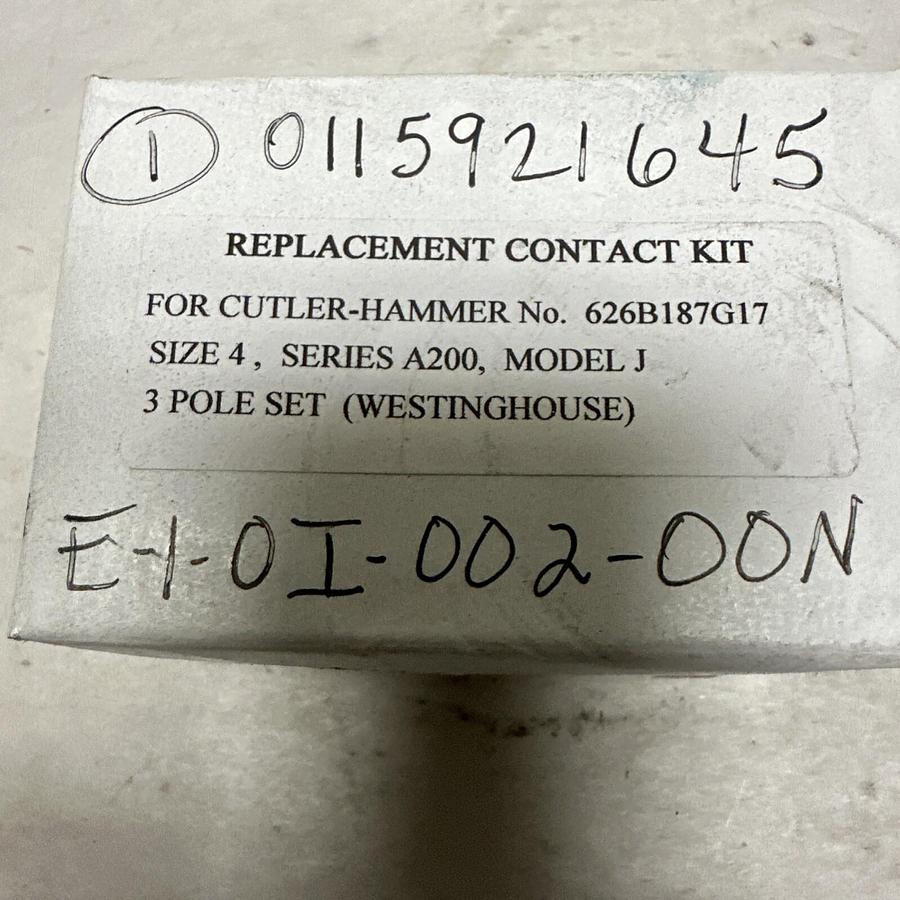 ① 0115921645
REPLACEMENT CONTACT KIT
FOR CUTLER-HAMMER No. 626B187G17
SIZE 4 , SERIES A200, MODEL J
3 POLE SET (WESTINGHOUSE)
E-1-0I-002-00N